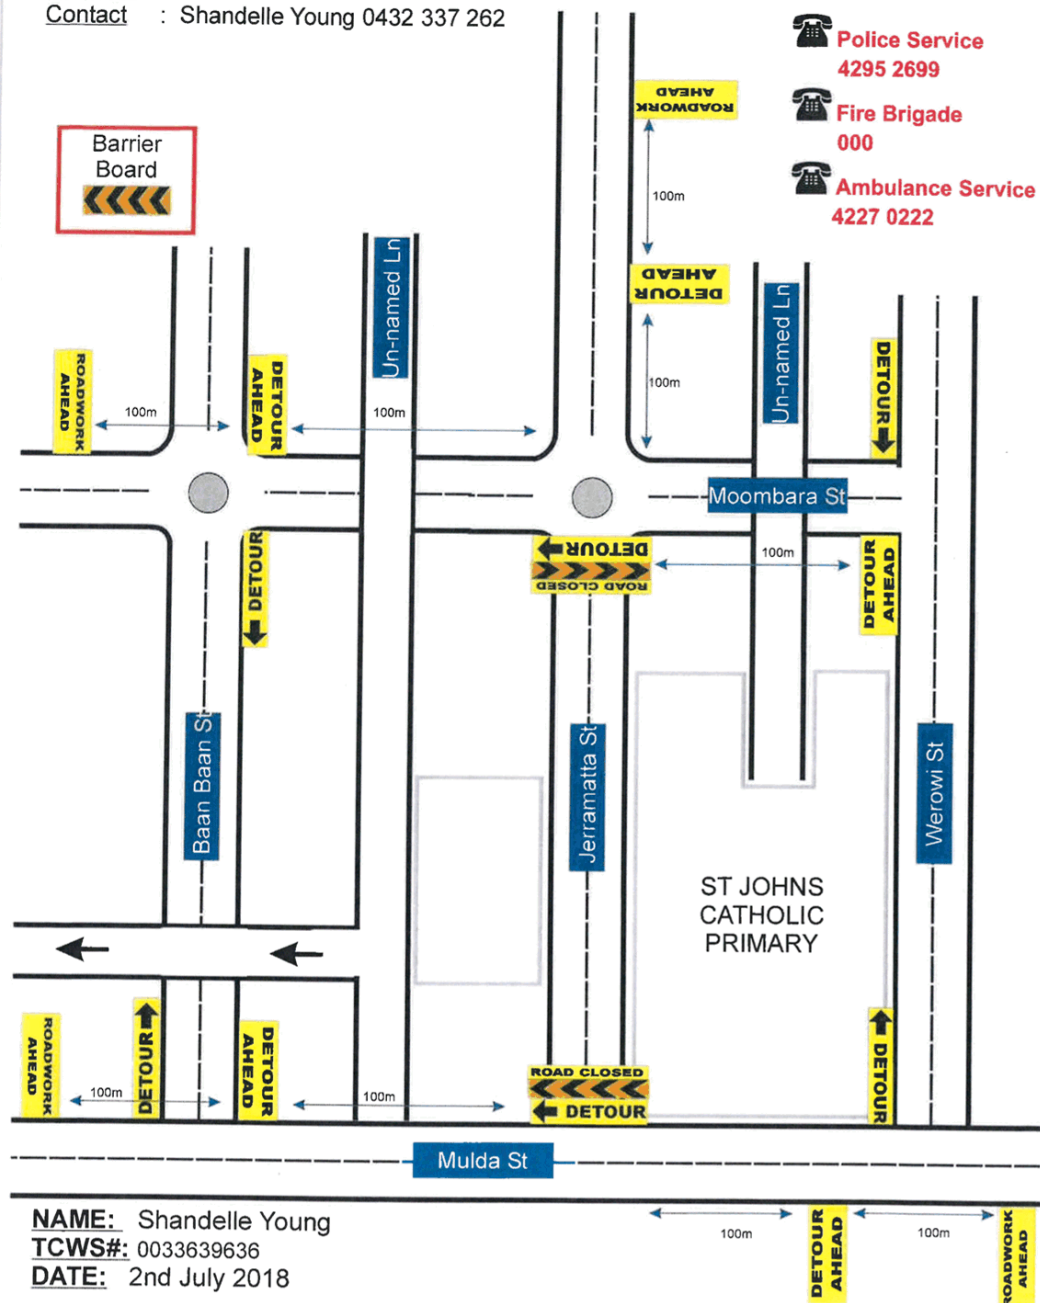 Contact : Shandelle Young 0432 337 262
Police Service
4295 2699
Fire Brigade
000
Ambulance Service
4227 0222
Barrier
Board
ROADWORK
AHEAD
100m
DETOUR
AHEAD
100m
Un-named Ln
Un-named Ln
ROADWORK
AHEAD
100m
DETOUR
AHEAD
100m
DETOUR
Moombara St
DETOUR
DETOUR
ROAD CLOSED
100m
DETOUR
AHEAD
Baan Baan St
Jerramatta St
Werowi St
ST JOHNS
CATHOLIC
PRIMARY
ROADWORK
AHEAD
100m
DETOUR
DETOUR
AHEAD
100m
ROAD CLOSED
DETOUR
DETOUR
Mulda St
100m
DETOUR
AHEAD
100m
ROADWORK
AHEAD
NAME: Shandelle Young
TCWS#: 0033639636
DATE: 2nd July 2018